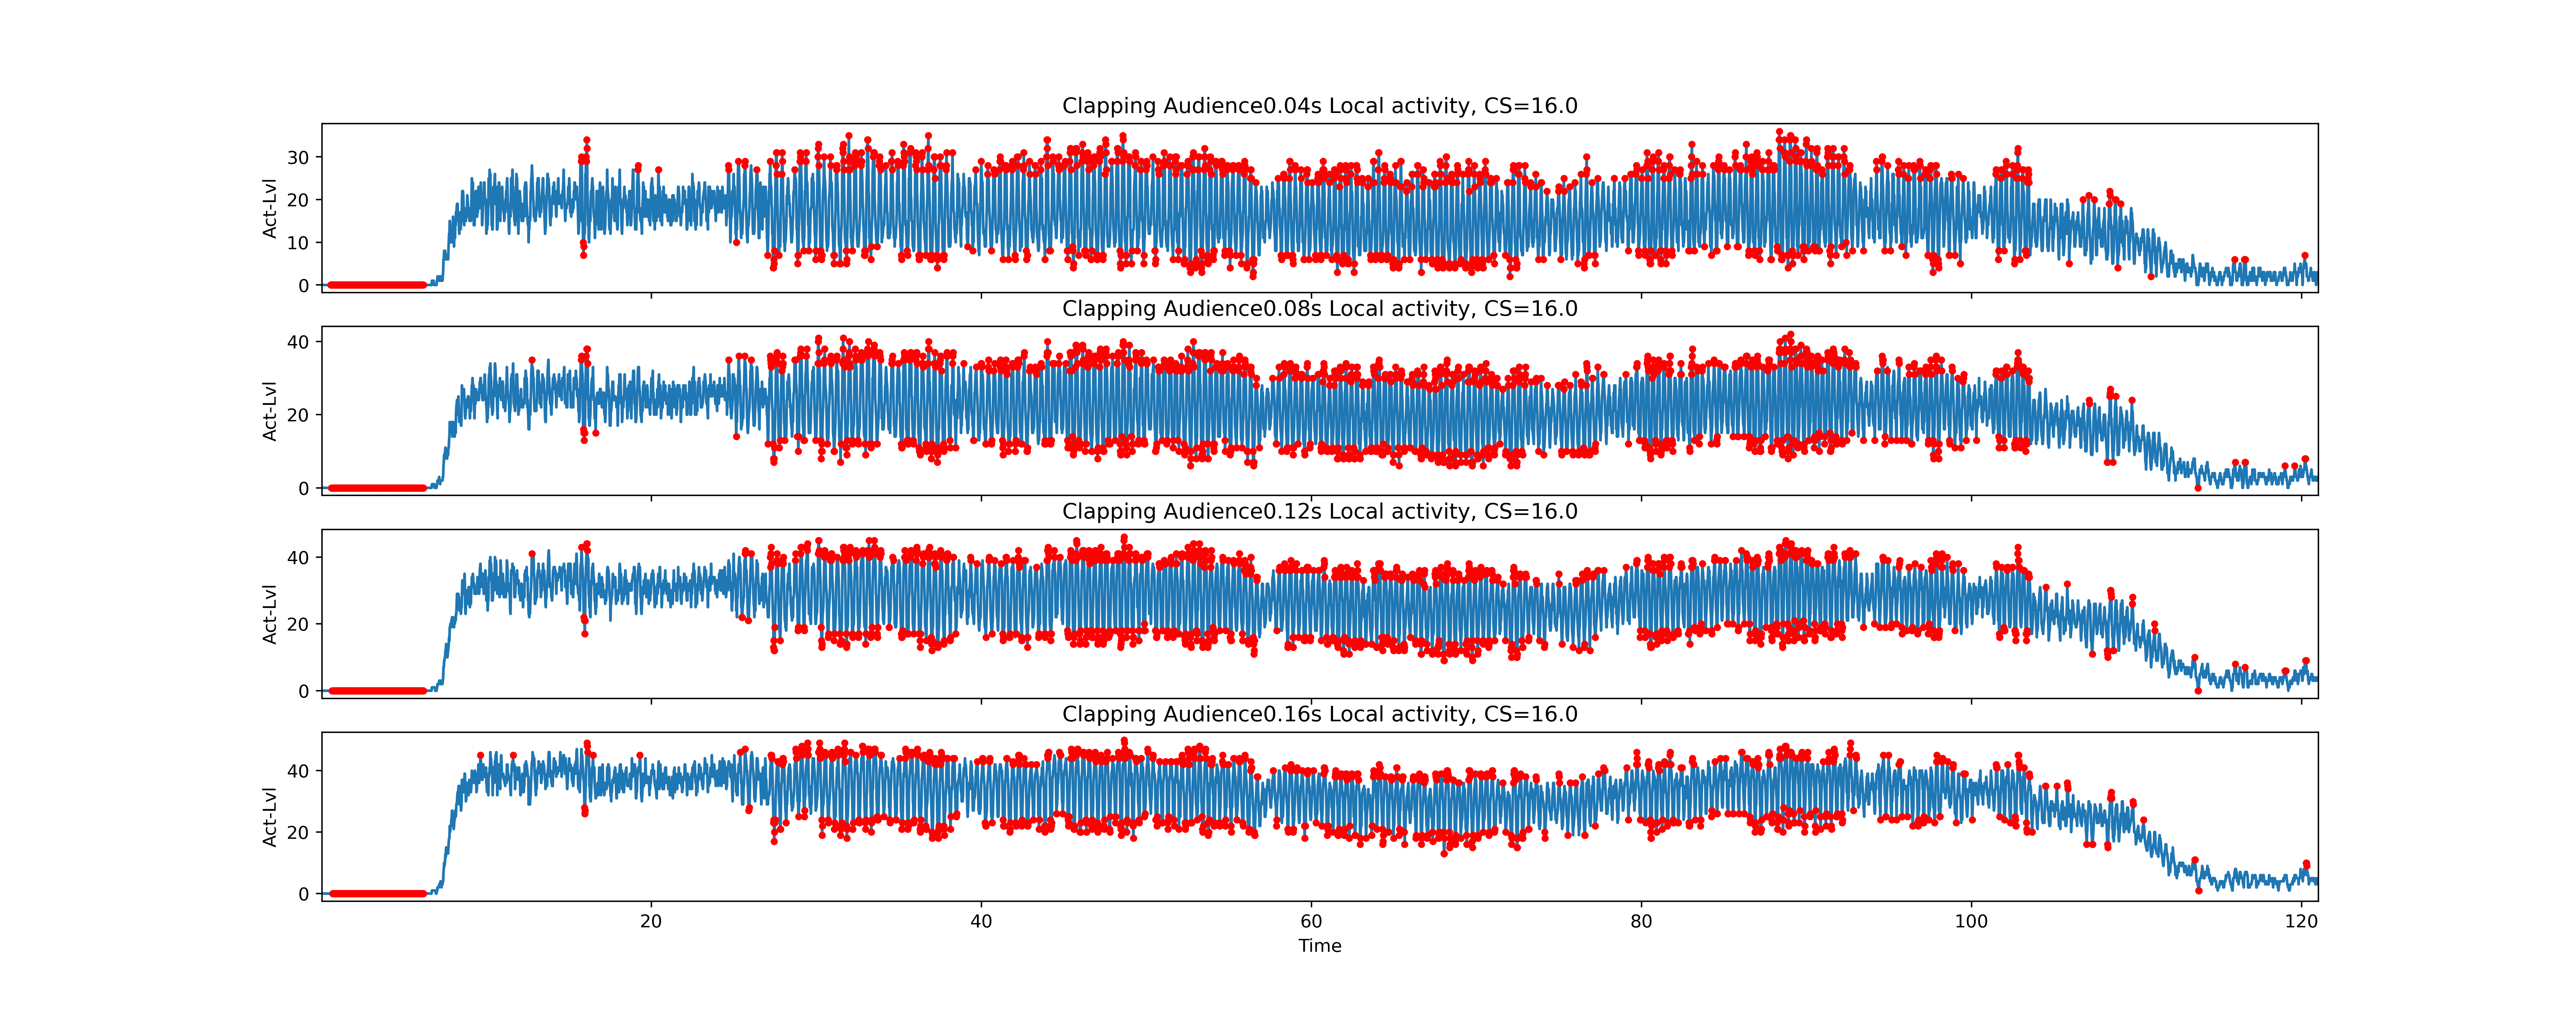 Clapping Audience0.04s Local activity, CS=16.0
Act-Lvl
30
20
10
0
Clapping Audience0.08s Local activity, CS=16.0
Act-Lvl
40
20
0
Clapping Audience0.12s Local activity, CS=16.0
Act-Lvl
40
20
0
Clapping Audience0.16s Local activity, CS=16.0
Act-Lvl
40
20
0
20 40 60 80 100 120
Time